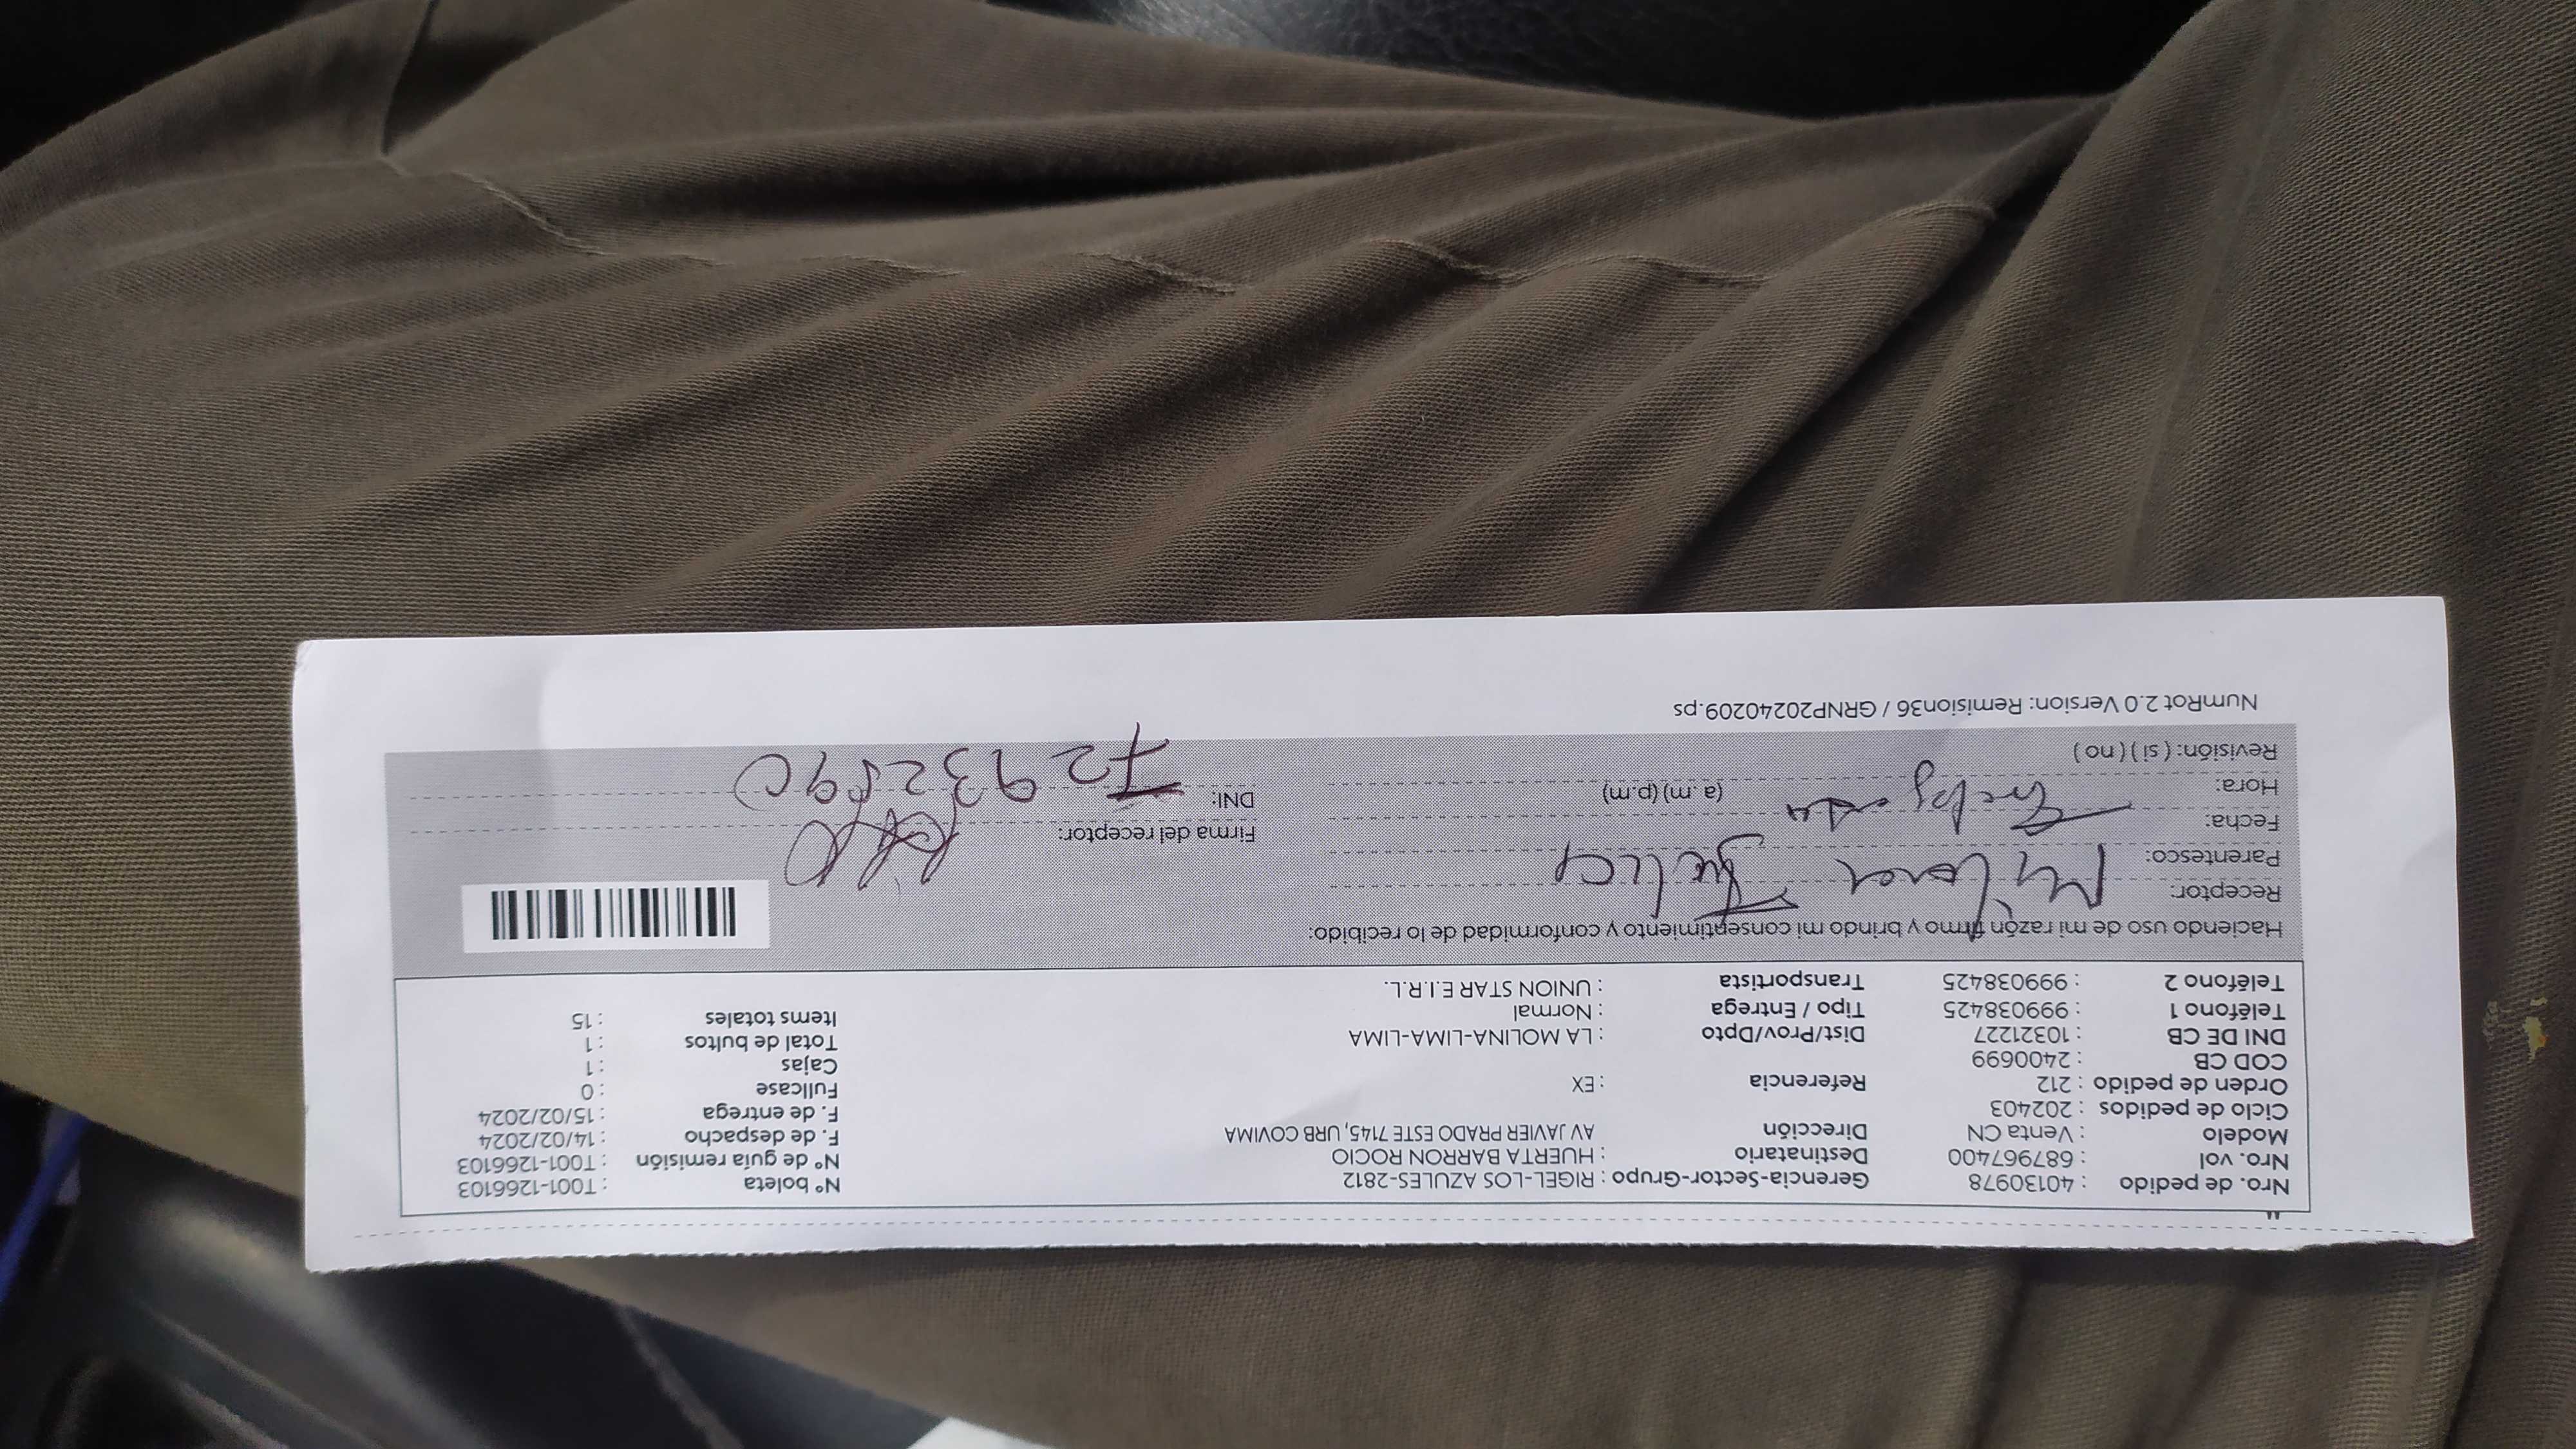 Nro. de pedido : 40130978 Gerencia-Sector-Grupo : RIGEL-LOS AZULES-2812 Nº boleta : T001-1266103
Nro. vol : 687967400 Destinatario : HUERTA BARRON ROCIO Nº de guia remisión : T001-1266103
Modelo : Venta CN Dirección AV JAVIER PRADO ESTE 7145, URB COVIMA F. de despacho : 14/02/2024
Ciclo de pedidos : 202403 F. de entrega : 15/02/2024
Orden de pedido : 212 Referencia : EX Fullcase : 0
COD CB : 2400699 Cajas : 1
DNI DE CB : 10321227 Dist/Prov/Dpto : LA MOLINA-LIMA-LIMA Total de bultos : 1
Teléfono 1 : 999038425 Tipo / Entrega : Normal Items totales : 15
Teléfono 2 : 999038425 Transportista : UNION STAR E.I.R.L.
Haciendo uso de mi razón firmo y brindo mi consentimiento y conformidad de lo recibido:
Receptor:
Parentesco:
Fecha: Firma del receptor:
Hora: (a .m) (p.m) DNI: 72932590
Revisión: ( si ) ( no )
NumRot 2.0 Version: Remision36 / GRNP20240209.ps